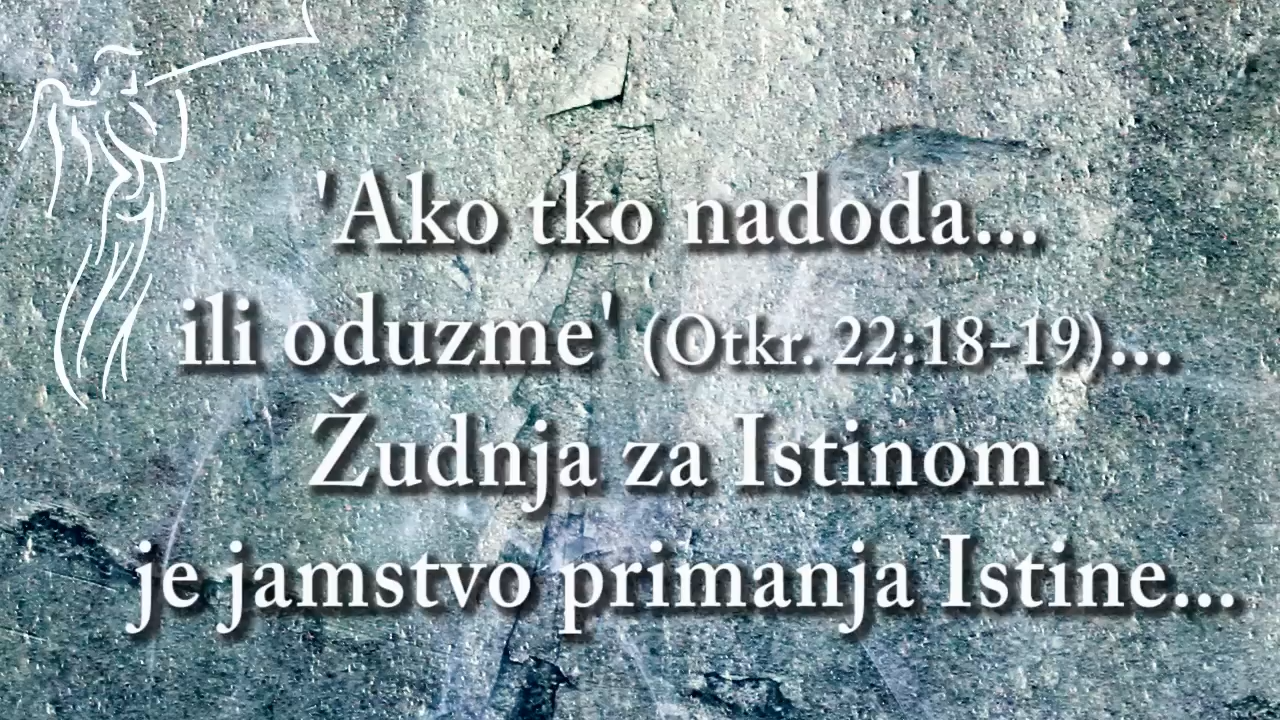 'Ako tko nadoda...
ili oduzme' (Otkr. 22:18-19)...
Žudnja za Istinom
je jamstvo primanja Istine...